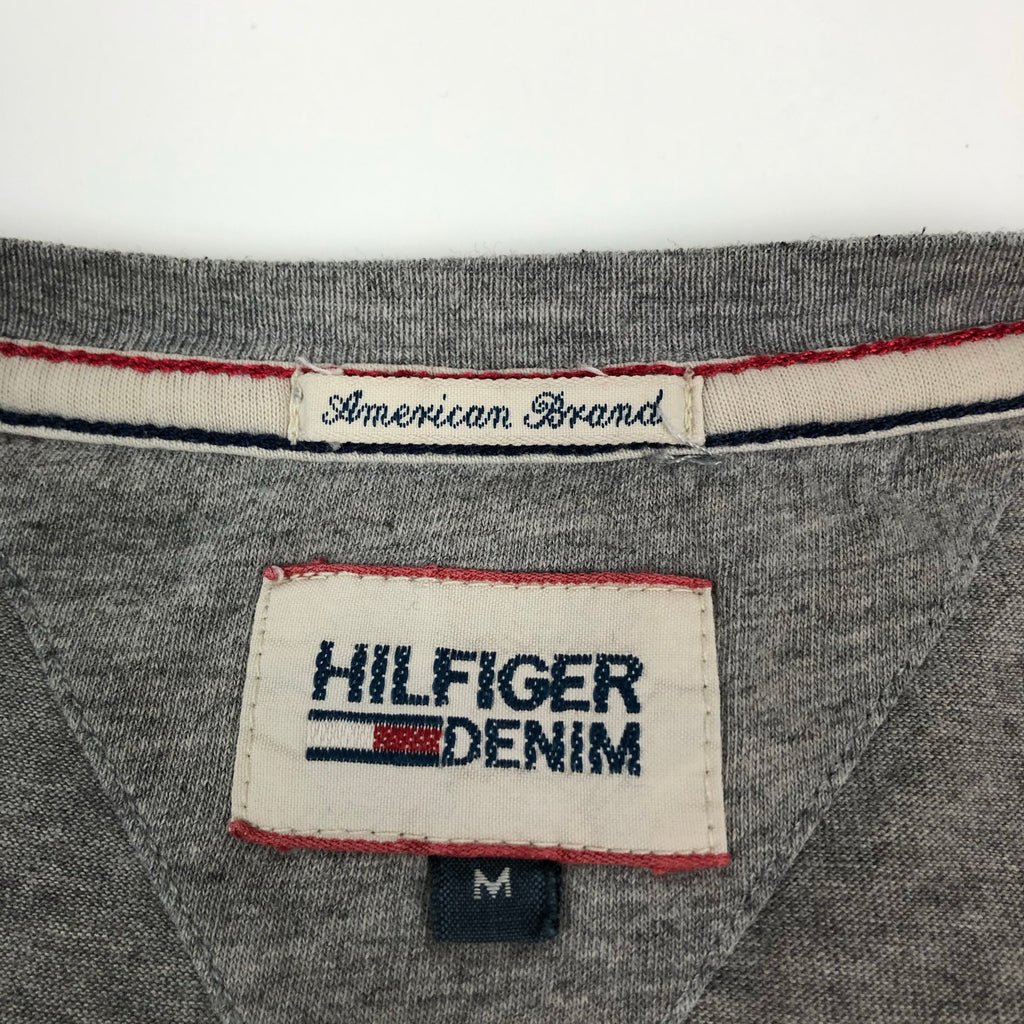 American Brand
HILFIGER
DENIM
M